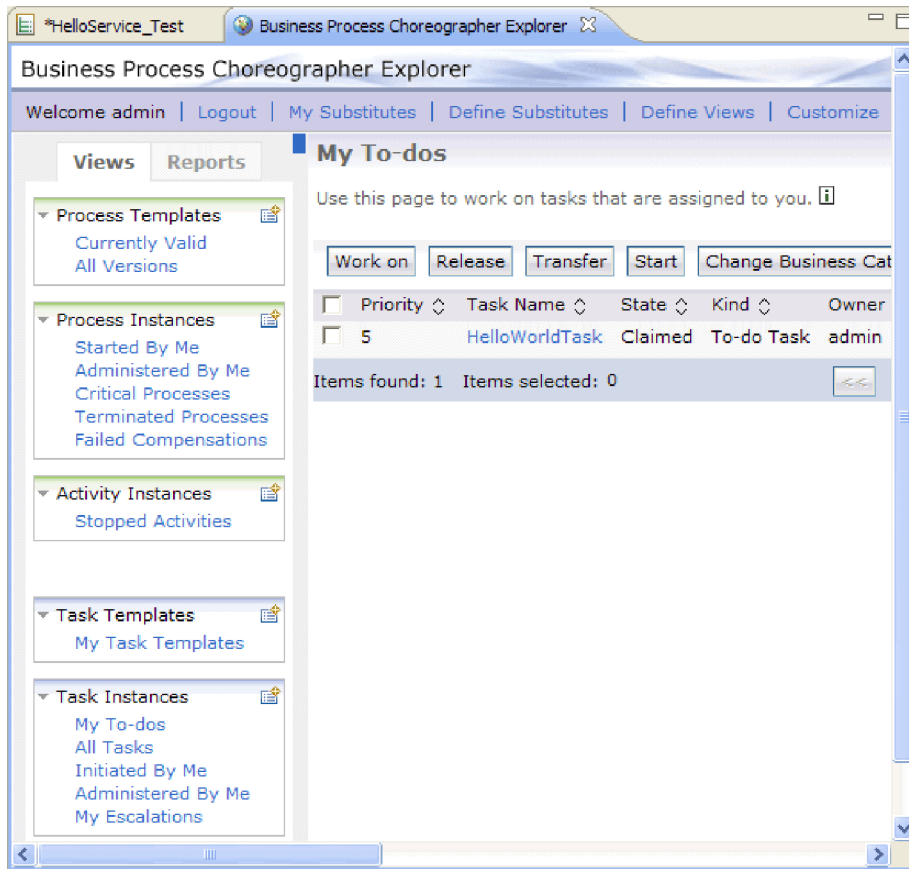 *HelloService_Test Business Process Choreographer Explorer
Business Process Choreographer Explorer
Welcome admin | Logout | My Substitutes | Define Substitutes | Define Views | Customize
Views Reports
Process Templates
Currently Valid
All Versions
Process Instances
Started By Me
Administered By Me
Critical Processes
Terminated Processes
Failed Compensations
Activity Instances
Stopped Activities
Task Templates
My Task Templates
Task Instances
My To-dos
All Tasks
Initiated By Me
Administered By Me
My Escalations
My To-dos
Use this page to work on tasks that are assigned to you.
Work on Release Transfer Start Change Business Cat
Priority Task Name State Kind Owner
5 HelloWorldTask Claimed To-do Task admin
Items found: 1 Items selected: 0 <<